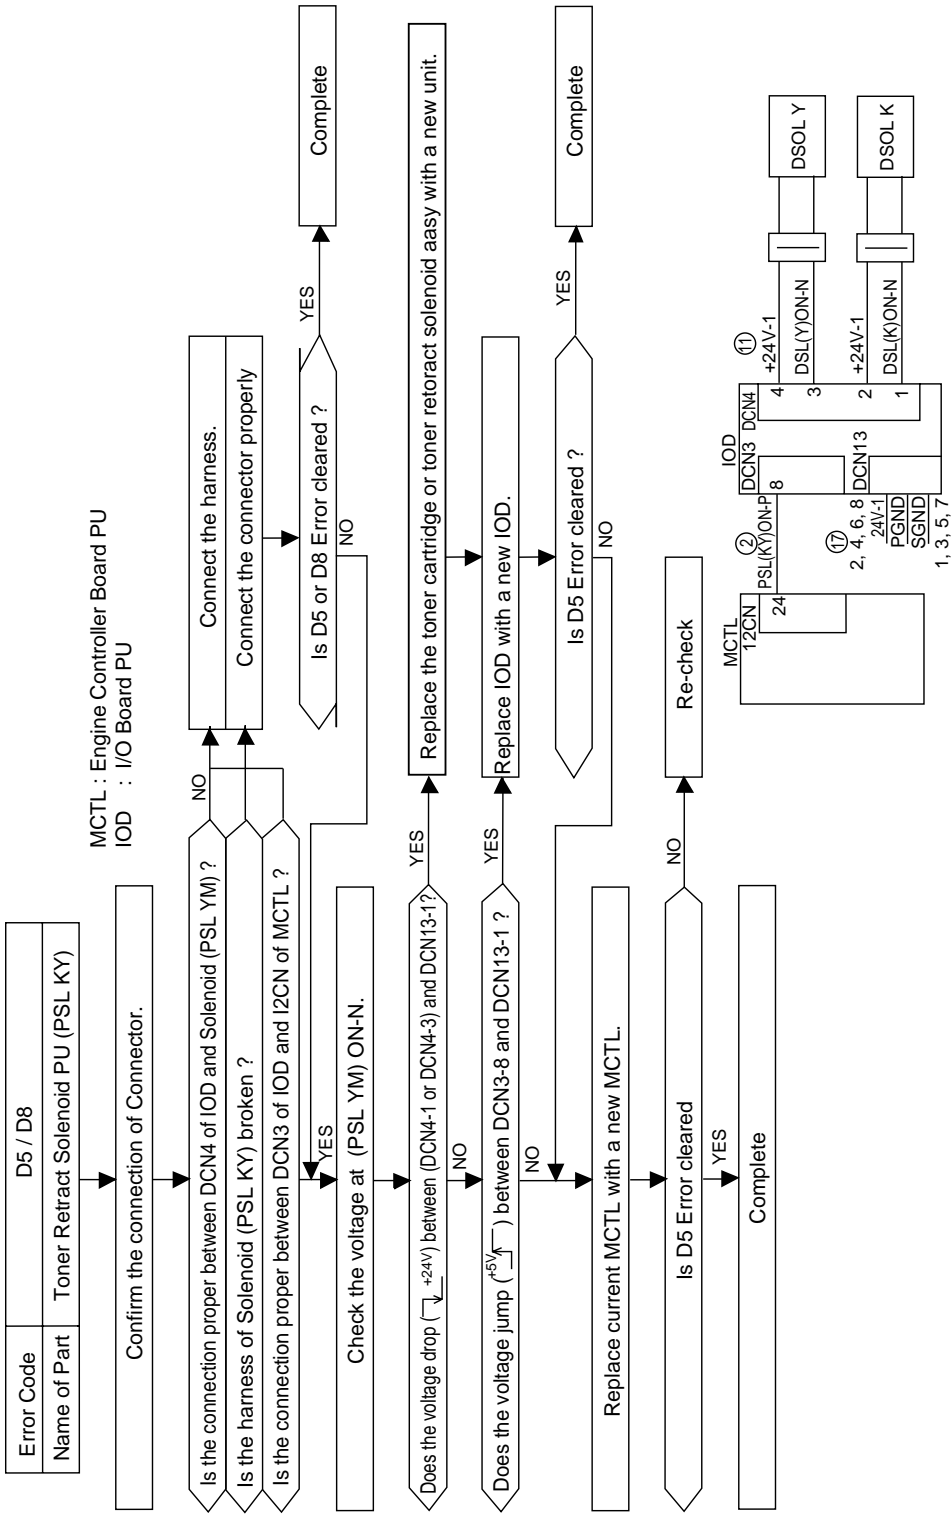 Error Code
D5 / D8
Name of Part
Toner Retract Solenoid PU (PSL KY)
MCTL : Engine Controller Board PU
IOD : I/O Board PU
Confirm the connection of Connector.
Is the connection proper between DCN4 of IOD and Solenoid (PSL YM) ?
Is the harness of Solenoid (PSL KY) broken ?
Is the connection proper between DCN3 of IOD and I2CN of MCTL ?
NO
Connect the harness.
Connect the connector properly
Is D5 or D8 Error cleared ?
YES
Complete
NO
YES
Check the voltage at (PSL YM) ON-N.
Does the voltage drop ( +24V) between (DCN4-1 or DCN4-3) and DCN13-1?
YES
Replace the toner cartridge or toner retoract solenoid aasy with a new unit.
NO
Does the voltage jump ( +5V ) between DCN3-8 and DCN13-1 ?
YES
Replace IOD with a new IOD.
NO
Is D5 Error cleared ?
YES
Complete
NO
Replace current MCTL with a new MCTL.
Is D5 Error cleared
NO
Re-check
YES
Complete
MCTL
12CN
24
2
PSL(KY)ON-P
IOD
DCN3
DCN4
8
17
2, 4, 6, 8
DCN13
24V-1
PGND
SGND
1, 3, 5, 7
11
4
+24V-1
3
DSL(Y)ON-N
DSOL Y
2
+24V-1
1
DSL(K)ON-N
DSOL K